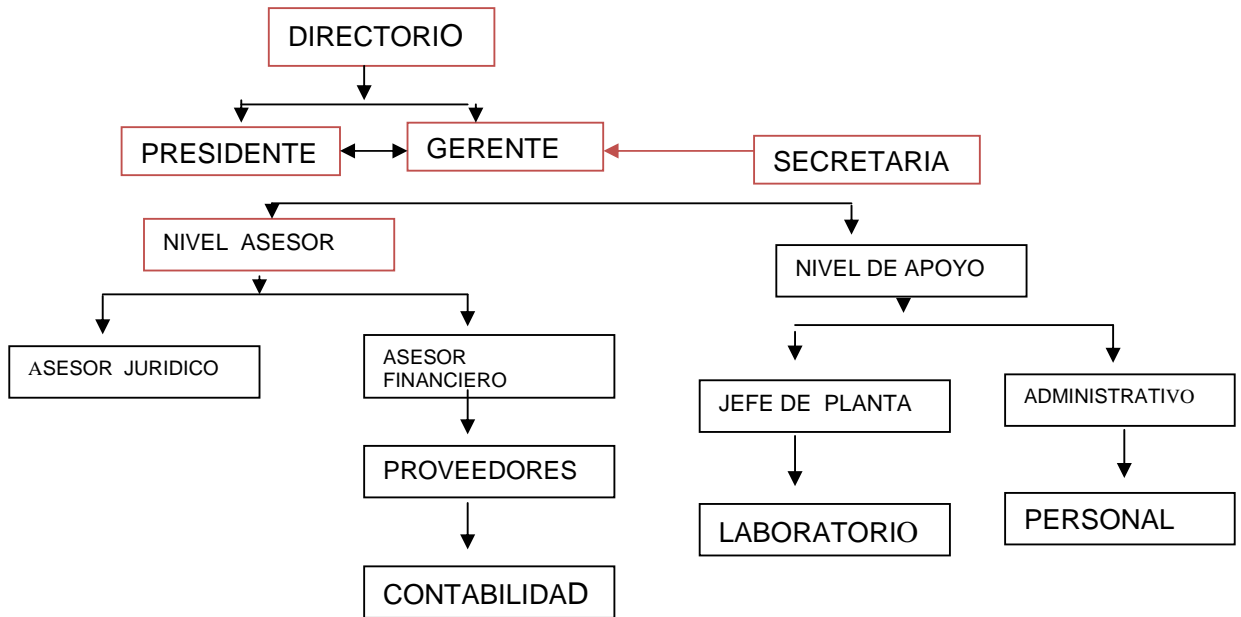 DIRECTORIO
PRESIDENTE
GERENTE
SECRETARIA
NIVEL ASESOR
NIVEL DE APOYO
ASESOR JURIDICO
ASESOR
FINANCIERO
JEFE DE PLANTA
ADMINISTRATIVO
PROVEEDORES
LABORATORIO
PERSONAL
CONTABILIDAD